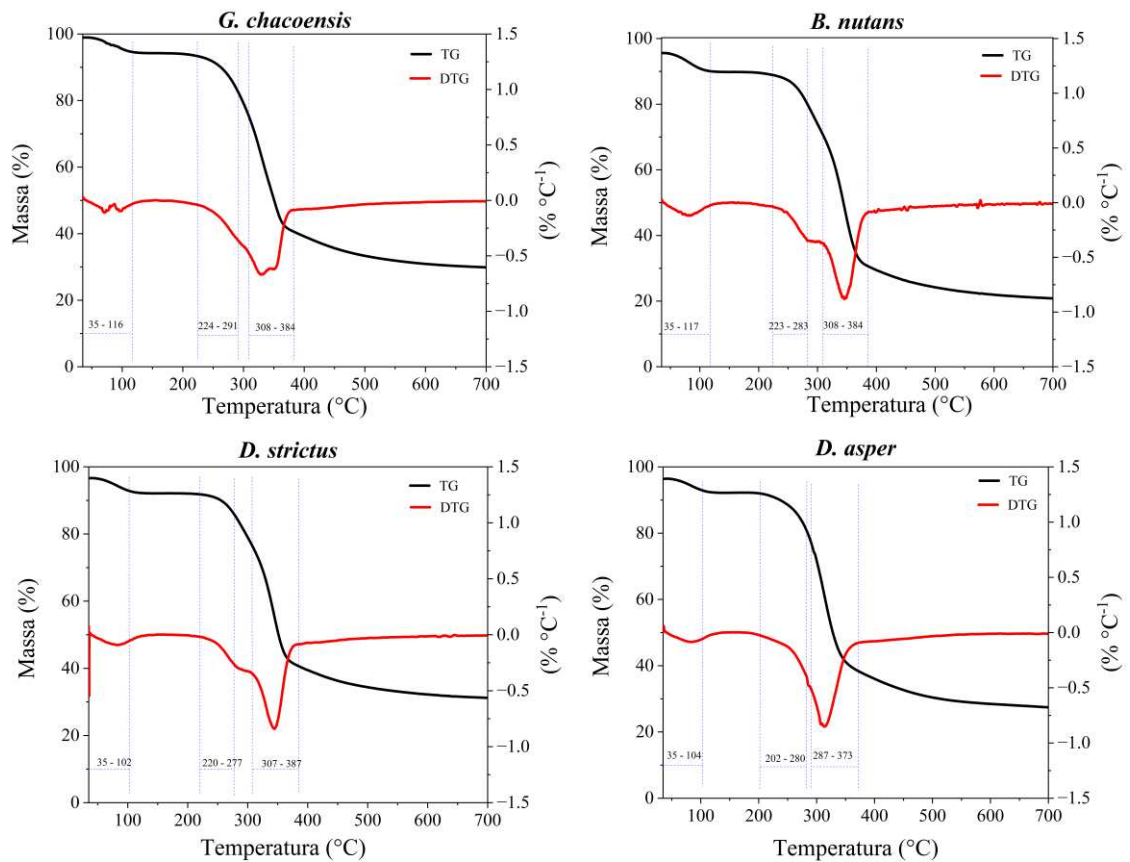 G. chacoensis
100
80
60
40
20
0
Massa (%)
TG
DTG
1.5
1.0
0.5
0.0
−0.5
−1.0
−1.5
(% °C⁻¹)
35 - 116
224 - 291
308 - 384
100 200 300 400 500 600 700
Temperatura (°C)
B. nutans
100
80
60
40
20
0
Massa (%)
TG
DTG
1.5
1.0
0.5
0.0
−0.5
−1.0
−1.5
(% °C⁻¹)
35 - 117
223 - 283
308 - 384
100 200 300 400 500 600 700
Temperatura (°C)
D. strictus
100
80
60
40
20
0
Massa (%)
TG
DTG
1.5
1.0
0.5
0.0
−0.5
−1.0
−1.5
(% °C⁻¹)
35 - 102
220 - 277
307 - 387
100 200 300 400 500 600 700
Temperatura (°C)
D. asper
100
80
60
40
20
0
Massa (%)
TG
DTG
1.5
1.0
0.5
0.0
−0.5
−1.0
−1.5
(% °C⁻¹)
35 - 104
202 - 280
287 - 373
100 200 300 400 500 600 700
Temperatura (°C)